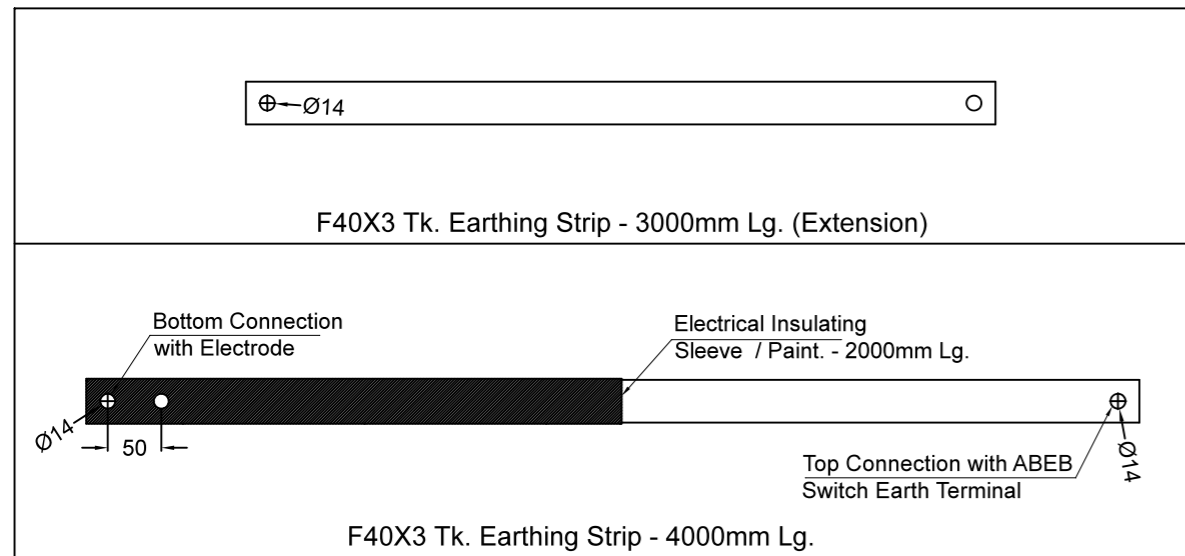 Ø14
F40X3 Tk. Earthing Strip - 3000mm Lg. (Extension)
Bottom Connection
with Electrode
Electrical Insulating
Sleeve / Paint. - 2000mm Lg.
Ø14
50
Top Connection with ABEB
Switch Earth Terminal
Ø14
F40X3 Tk. Earthing Strip - 4000mm Lg.